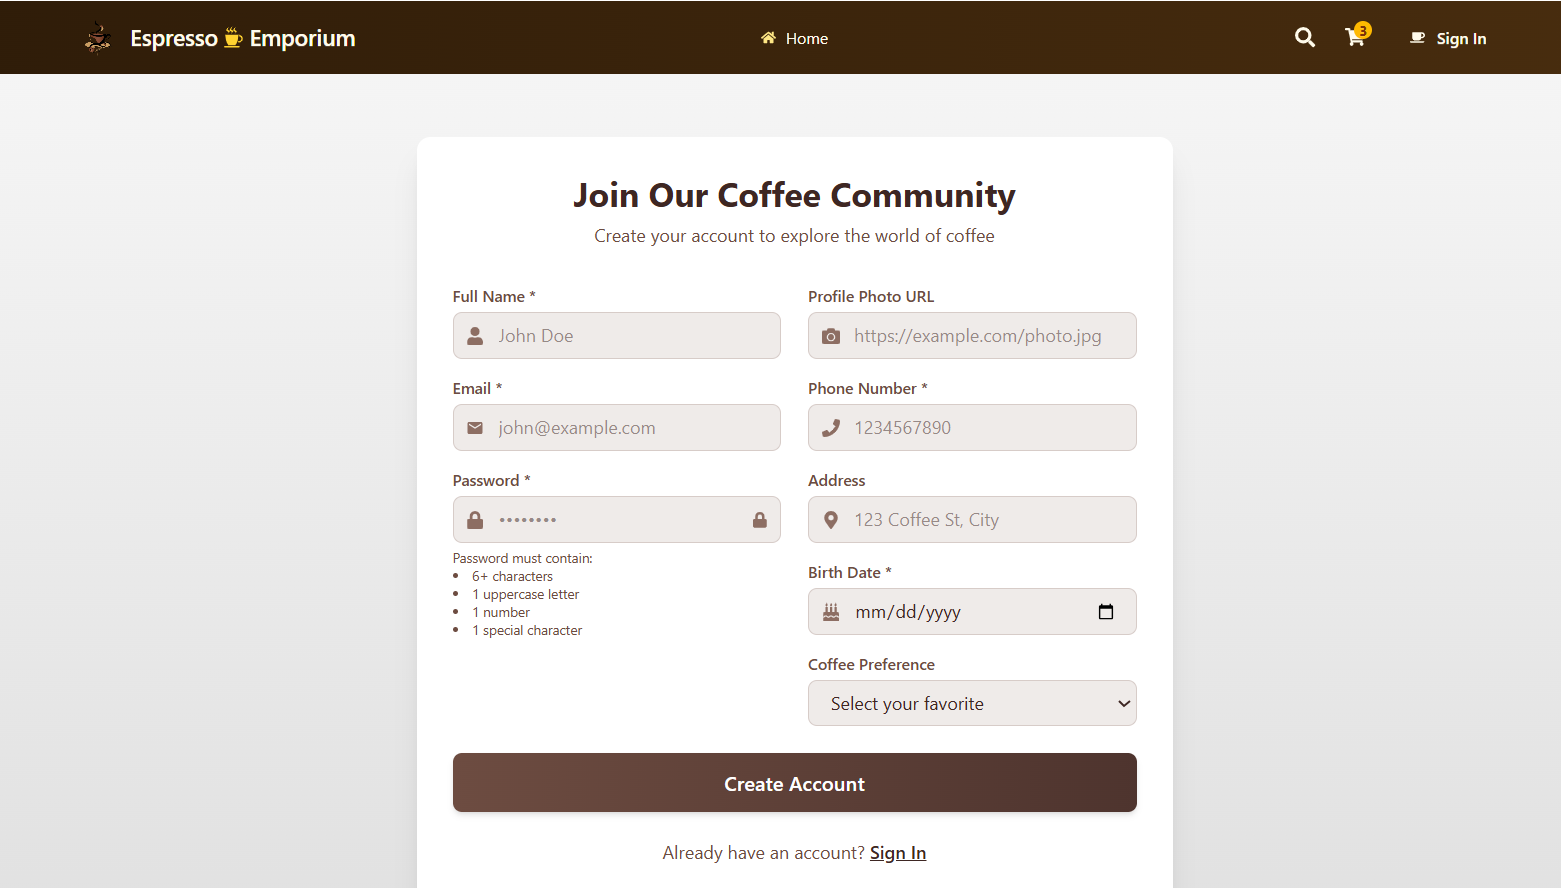 Espresso Emporium
Home
3
Sign In
Join Our Coffee Community
Create your account to explore the world of coffee
Full Name *
John Doe
Profile Photo URL
https://example.com/photo.jpg
Email *
john@example.com
Phone Number *
1234567890
Password *
••••••••
Address
123 Coffee St, City
Password must contain:
• 6+ characters
• 1 uppercase letter
• 1 number
• 1 special character
Birth Date *
mm/dd/yyyy
Coffee Preference
Select your favorite
Create Account
Already have an account? Sign In